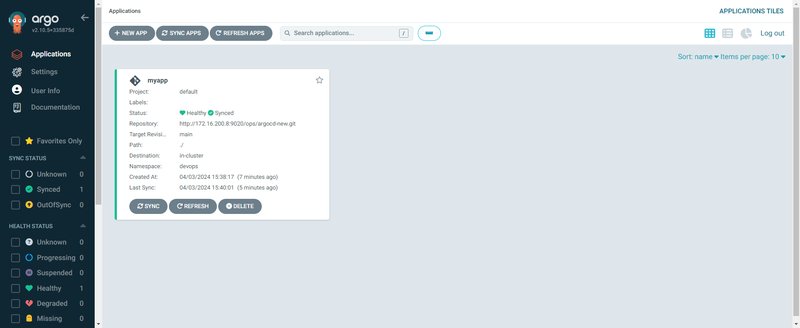 argo
v2.10.5+335875d
Applications
Settings
User Info
Documentation
Favorites Only
SYNC STATUS
Unknown 0
Synced 1
OutOfSync 0
HEALTH STATUS
Unknown 0
Progressing 0
Suspended 0
Healthy 1
Degraded 0
Missing 0
Applications
APPLICATIONS TILES
+ NEW APP
SYNC APPS
REFRESH APPS
Search applications... /
Log out
Sort: name Items per page: 10
myapp
Project: default
Labels:
Status: Healthy Synced
Repository: http://172.16.200.8:9020/ops/argocd-new.git
Target Revisi... main
Path: ./
Destination: in-cluster
Namespace: devops
Created At: 04/03/2024 15:38:17 (7 minutes ago)
Last Sync: 04/03/2024 15:40:01 (5 minutes ago)
SYNC
REFRESH
DELETE